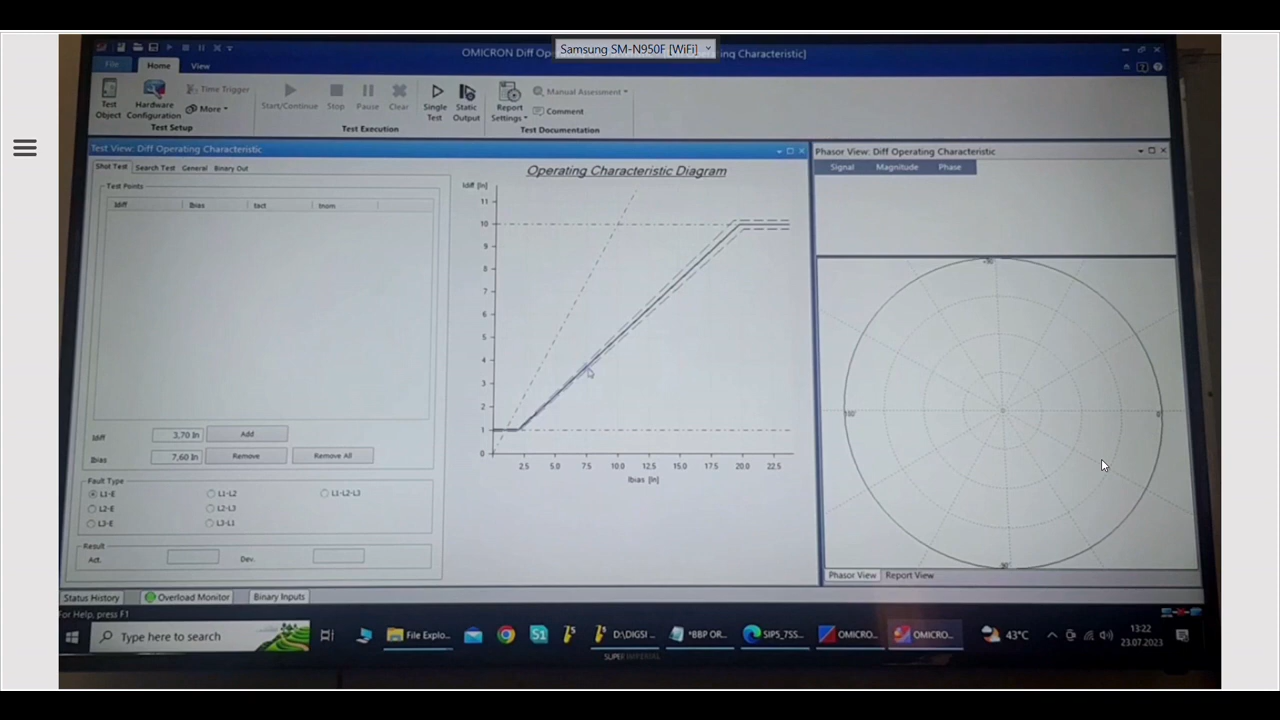 Samsung SM-N950F [WiFi]
OMICRON Diff Op
ng Characteristic]
File
Home
View
Test Object
Hardware Configuration
Time Trigger
More
Test Setup
Start/Continue
Stop
Pause
Clear
Test Execution
Single Test
Static Output
Report Settings
Manual Assessment
Comment
Test Documentation
Test View: Diff Operating Characteristic
Phasor View: Diff Operating Characteristic
Shot Test
Search Test
General
Binary Out
Signal
Magnitude
Phase
Test Points
Idiff
Ibias
tact
tnom
Operating Characteristic Diagram
Idiff [In]
11
10
9
8
7
6
5
4
3
2
1
0
2.5 5.0 7.5 10.0 12.5 15.0 17.5 20.0 22.5
Ibias [In]
Idiff
3,70 In
Add
Ibias
7,60 In
Remove
Remove All
Fault Type
L1-E
L1-L2
L1-L2-L3
L2-E
L2-L3
L3-E
L3-L1
Result
Act.
Dev.
Phasor View
Report View
Status History
Overload Monitor
Binary Inputs
For Help, press F1
Type here to search
File Explo...
D:\DIGSI ...
*BBP OR...
SIP5_7SS...
OMICRO...
OMICRO...
43°C
13:22
23.07.2023